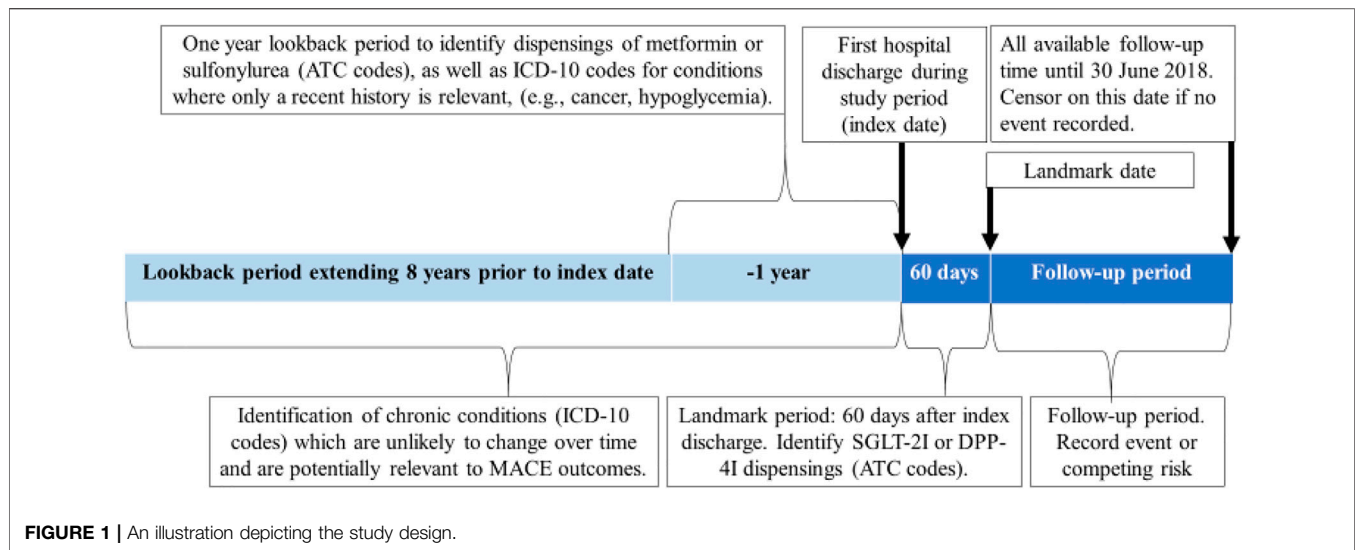 One year lookback period to identify dispensings of metformin or
sulfonylurea (ATC codes), as well as ICD-10 codes for conditions
where only a recent history is relevant, (e.g., cancer, hypoglycemia).
First hospital
discharge during
study period
(index date)
All available follow-up
time until 30 June 2018.
Censor on this date if no
event recorded.
Landmark date
Lookback period extending 8 years prior to index date
-1 year
60 days
Follow-up period
Identification of chronic conditions (ICD-10
codes) which are unlikely to change over time
and are potentially relevant to MACE outcomes.
Landmark period: 60 days after index
discharge. Identify SGLT-2I or DPP-
4I dispensings (ATC codes).
Follow-up period.
Record event or
competing risk
FIGURE 1 | An illustration depicting the study design.